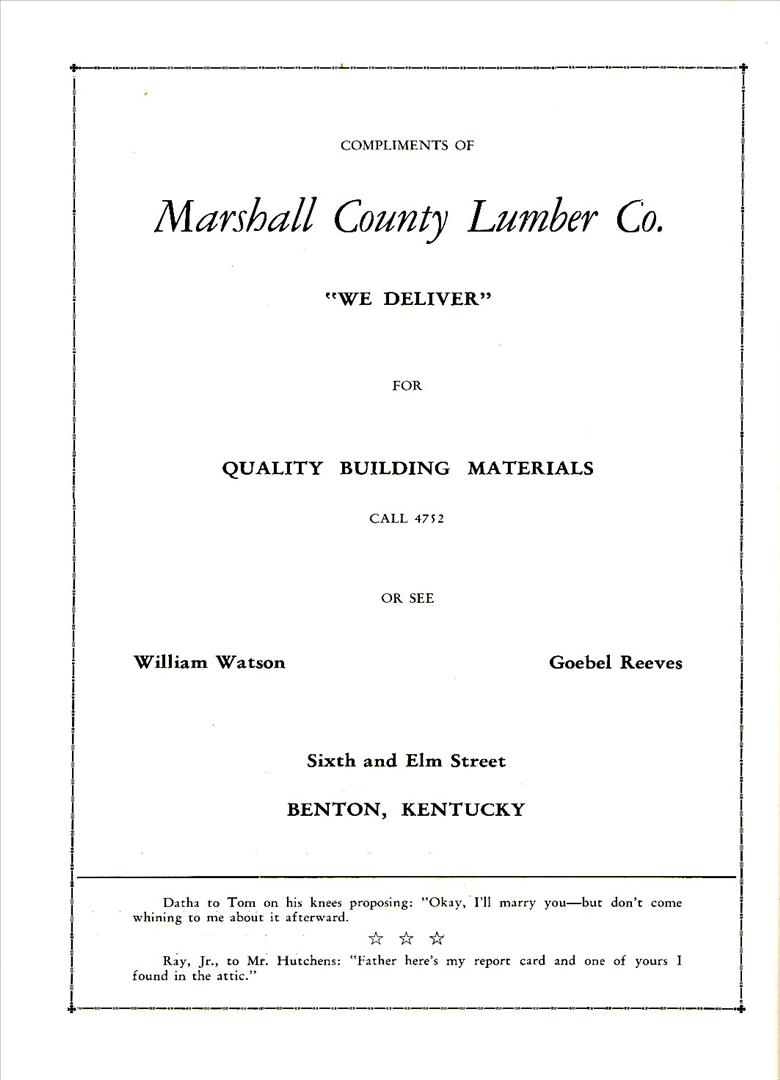 COMPLIMENTS OF
Marshall County Lumber Co.
"WE DELIVER"
FOR
QUALITY BUILDING MATERIALS
CALL 4752
OR SEE
William Watson
Goebel Reeves
Sixth and Elm Street
BENTON, KENTUCKY
Datha to Tom on his knees proposing: "Okay, I'll marry you—but don't come
whining to me about it afterward.
☆ ☆ ☆
Ray, Jr., to Mr. Hutchens: "Father here's my report card and one of yours I
found in the attic."